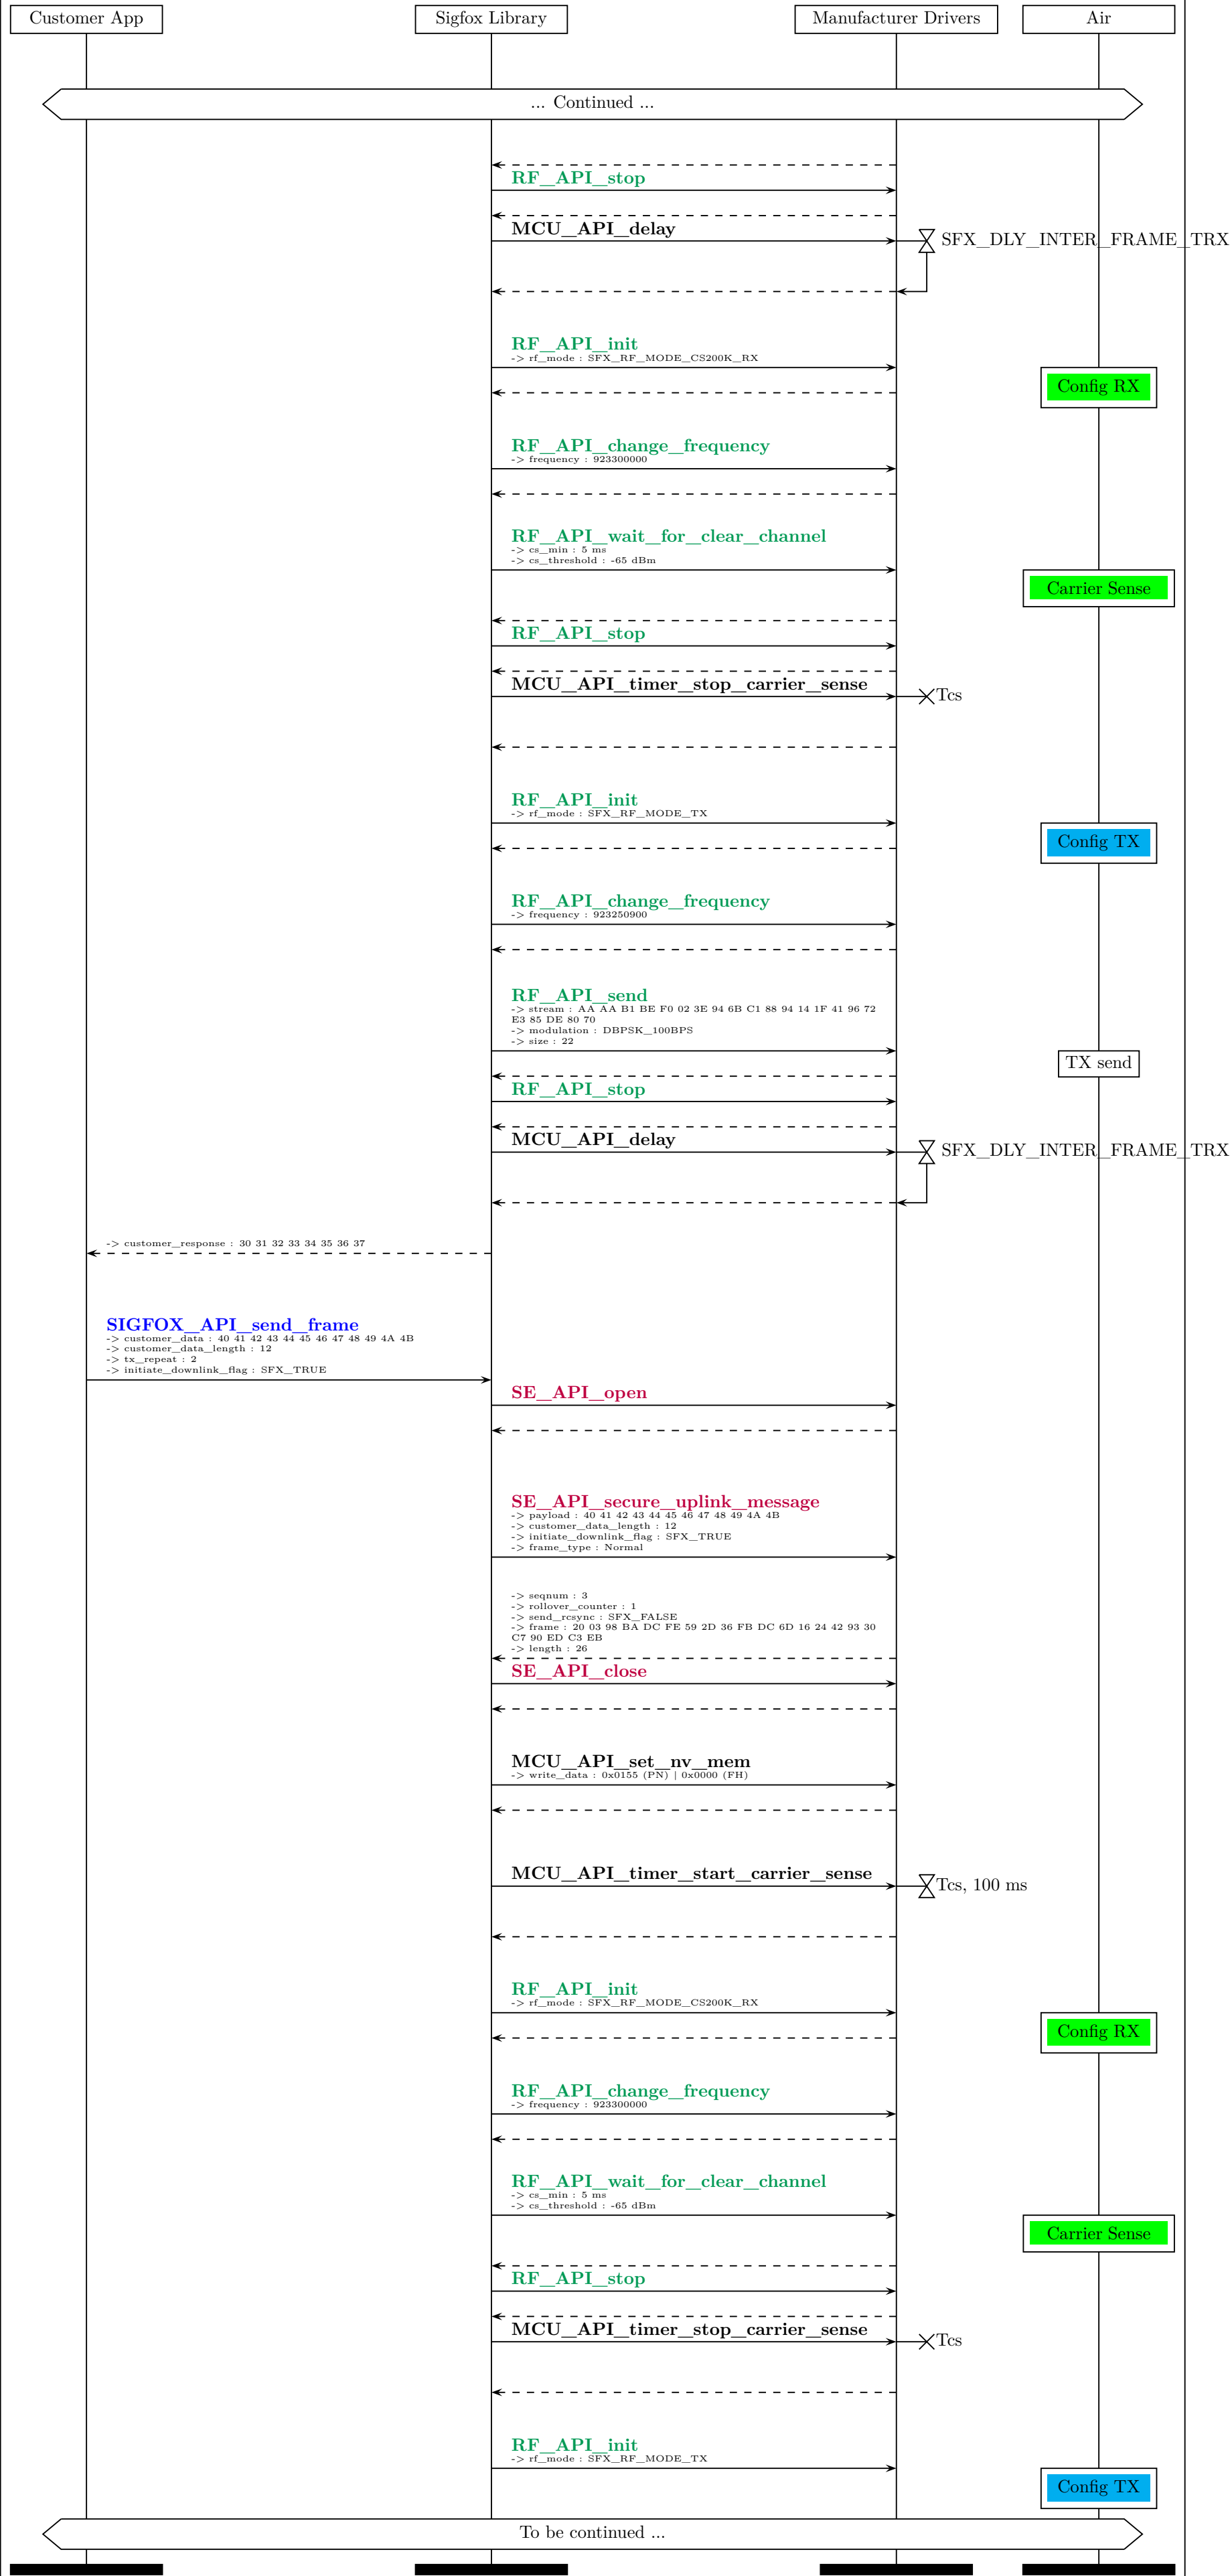 Customer App
Sigfox Library
Manufacturer Drivers
Air
... Continued ...
RF_API_stop
MCU_API_delay
SFX_DLY_INTER_FRAME_TRX
RF_API_init
-> rf_mode : SFX_RF_MODE_CS200K_RX
Config RX
RF_API_change_frequency
-> frequency : 923300000
RF_API_wait_for_clear_channel
-> cs_min : 5 ms
-> cs_threshold : -65 dBm
Carrier Sense
RF_API_stop
MCU_API_timer_stop_carrier_sense
Tcs
RF_API_init
-> rf_mode : SFX_RF_MODE_TX
Config TX
RF_API_change_frequency
-> frequency : 923250900
RF_API_send
-> stream : AA AA B1 BE F0 02 3E 94 6B C1 88 94 14 1F 41 96 72
E3 85 DE 80 70
-> modulation : DBPSK_100BPS
-> size : 22
TX send
RF_API_stop
MCU_API_delay
SFX_DLY_INTER_FRAME_TRX
-> customer_response : 30 31 32 33 34 35 36 37
SIGFOX_API_send_frame
-> customer_data : 40 41 42 43 44 45 46 47 48 49 4A 4B
-> customer_data_length : 12
-> tx_repeat : 2
-> initiate_downlink_flag : SFX_TRUE
SE_API_open
SE_API_secure_uplink_message
-> payload : 40 41 42 43 44 45 46 47 48 49 4A 4B
-> customer_data_length : 12
-> initiate_downlink_flag : SFX_TRUE
-> frame_type : Normal
-> seqnum : 3
-> rollover_counter : 1
-> send_rcsync : SFX_FALSE
-> frame : 20 03 98 BA DC FE 59 2D 36 FB DC 6D 16 24 42 93 30
C7 90 ED C3 EB
-> length : 26
SE_API_close
MCU_API_set_nv_mem
-> write_data : 0x0155 (PN) | 0x0000 (FH)
MCU_API_timer_start_carrier_sense
Tcs, 100 ms
RF_API_init
-> rf_mode : SFX_RF_MODE_CS200K_RX
Config RX
RF_API_change_frequency
-> frequency : 923300000
RF_API_wait_for_clear_channel
-> cs_min : 5 ms
-> cs_threshold : -65 dBm
Carrier Sense
RF_API_stop
MCU_API_timer_stop_carrier_sense
Tcs
RF_API_init
-> rf_mode : SFX_RF_MODE_TX
Config TX
To be continued ...